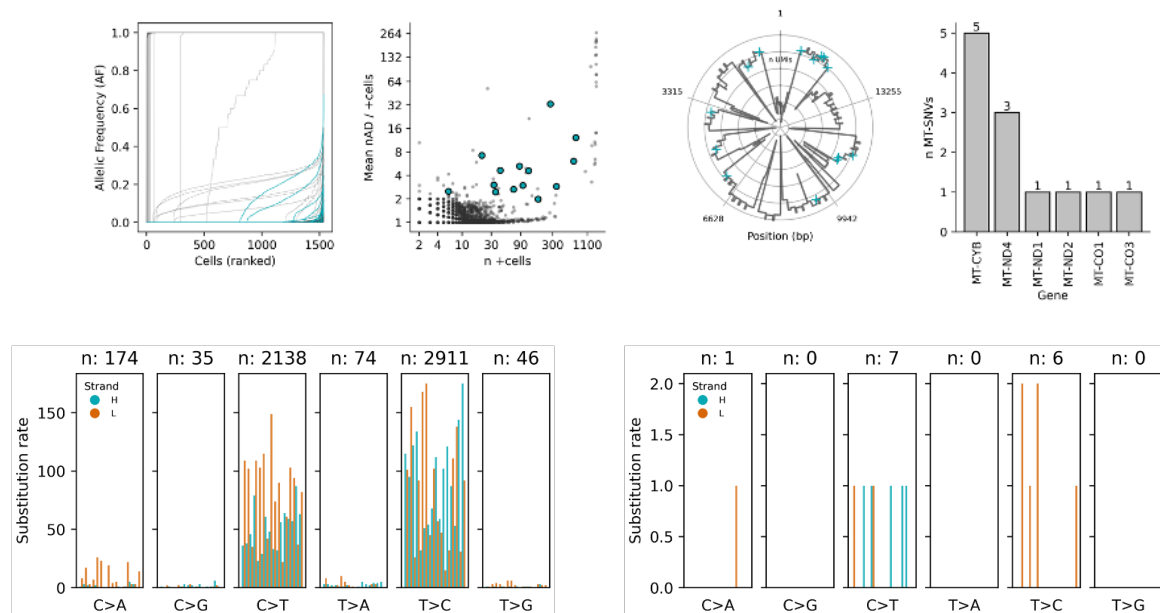 1.0
0.8
0.6
0.4
0.2
0.0
Allelic Frequency (AF)
0
500
1000
1500
Cells (ranked)
264
132
64
32
16
8
4
2
1
Mean nAD / +cells
2
4
10
30
90
300
1100
n +cells
1
n UMIs
3315
13255
6628
9942
Position (bp)
5
4
3
2
1
0
n MT-SNVs
5
3
1
1
1
1
MT-CYB
MT-ND4
MT-ND1
MT-ND2
MT-CO1
MT-CO3
Gene
n: 174
n: 35
n: 2138
n: 74
n: 2911
n: 46
Strand
H
L
150
100
50
0
Substitution rate
C>A
C>G
C>T
T>A
T>C
T>G
n: 1
n: 0
n: 7
n: 0
n: 6
n: 0
Strand
H
L
2.0
1.5
1.0
0.5
0.0
Substitution rate
C>A
C>G
C>T
T>A
T>C
T>G